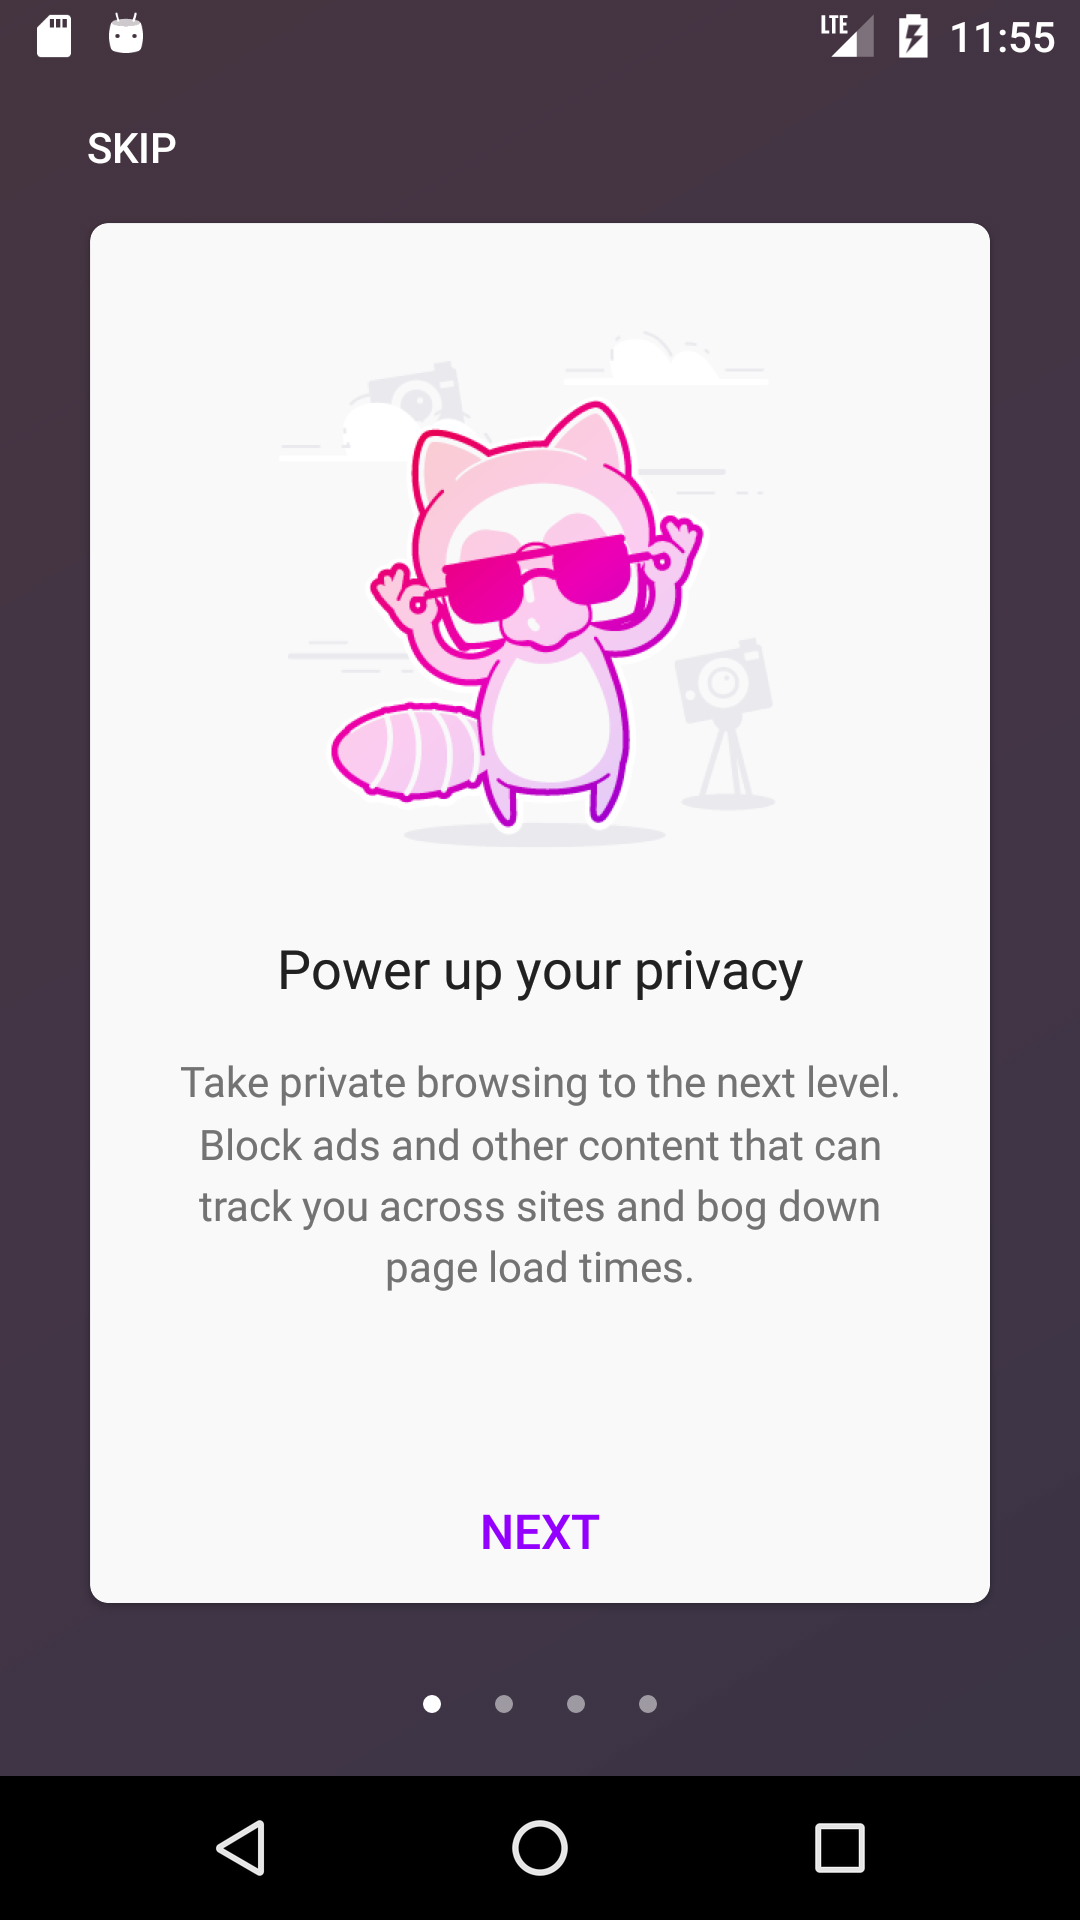 LTE 11:55
SKIP
Power up your privacy
Take private browsing to the next level.
Block ads and other content that can
track you across sites and bog down
page load times.
NEXT